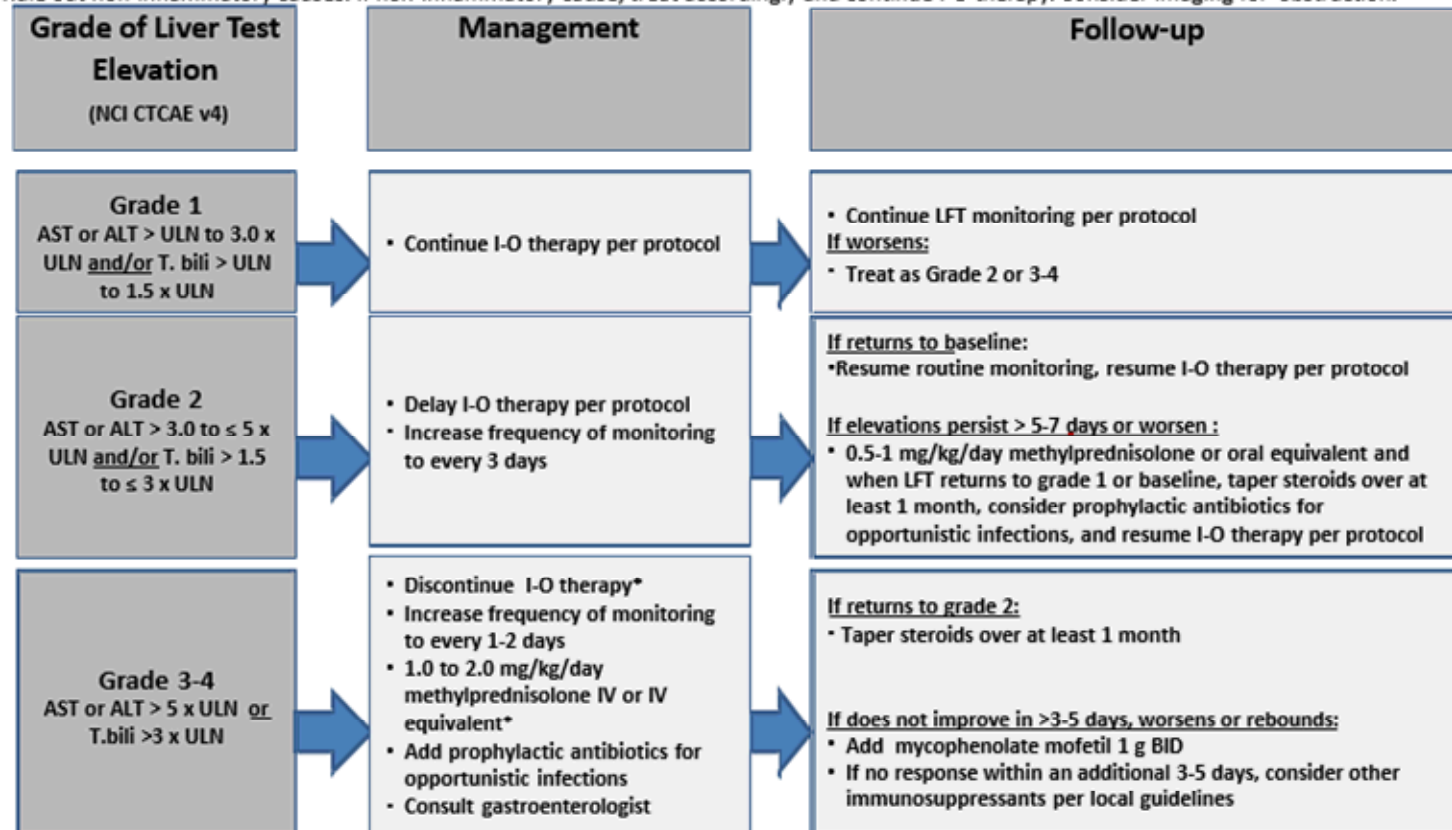 Grade of Liver Test
Elevation
(NCI CTCAE v4)
Management
Follow-up
Grade 1
AST or ALT > ULN to 3.0 x
ULN and/or T. bili > ULN
to 1.5 x ULN
• Continue I-O therapy per protocol
• Continue LFT monitoring per protocol
If worsens:
• Treat as Grade 2 or 3-4
Grade 2
AST or ALT > 3.0 to ≤ 5 x
ULN and/or T. bili > 1.5
to ≤ 3 x ULN
• Delay I-O therapy per protocol
• Increase frequency of monitoring
to every 3 days
If returns to baseline:
•Resume routine monitoring, resume I-O therapy per protocol
If elevations persist > 5-7 days or worsen :
• 0.5-1 mg/kg/day methylprednisolone or oral equivalent and
when LFT returns to grade 1 or baseline, taper steroids over at
least 1 month, consider prophylactic antibiotics for
opportunistic infections, and resume I-O therapy per protocol
Grade 3-4
AST or ALT > 5 x ULN or
T.bili >3 x ULN
• Discontinue I-O therapy*
• Increase frequency of monitoring
to every 1-2 days
• 1.0 to 2.0 mg/kg/day
methylprednisolone IV or IV
equivalent*
• Add prophylactic antibiotics for
opportunistic infections
• Consult gastroenterologist
If returns to grade 2:
• Taper steroids over at least 1 month
If does not improve in >3-5 days, worsens or rebounds:
• Add mycophenolate mofetil 1 g BID
• If no response within an additional 3-5 days, consider other
immunosuppressants per local guidelines